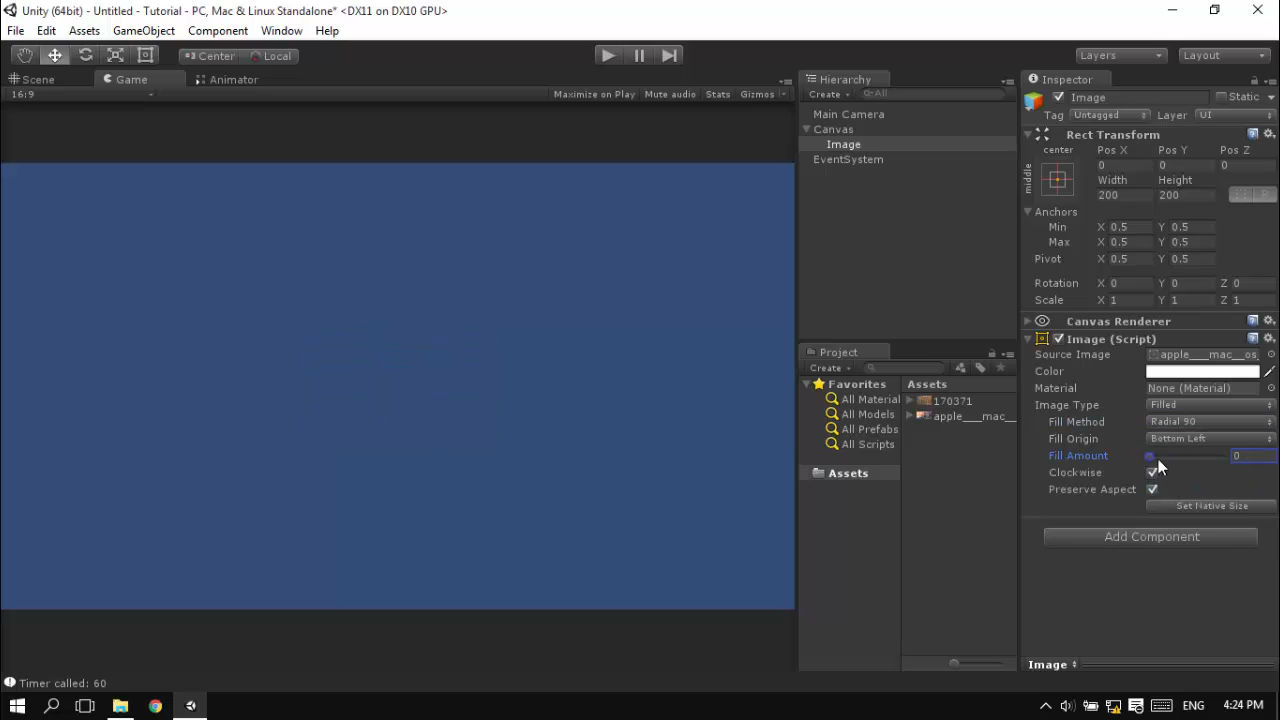 Unity (64bit) - Untitled - Tutorial - PC, Mac & Linux Standalone* <DX11 on DX10 GPU>
File Edit Assets GameObject Component Window Help
Center Local Layers Layout
Scene Game Animator
16:9 Maximize on Play Mute audio Stats Gizmos
Hierarchy
Create All
Main Camera
Canvas
Image
EventSystem
Project
Create
Favorites
All Material
All Models
All Prefabs
All Scripts
Assets
Assets
170371
apple___mac__
Inspector
Image Static
Tag Untagged Layer UI
Rect Transform
center
middle
Pos X Pos Y Pos Z
0 0 0
Width Height
200 200
R
Anchors
Min X 0.5 Y 0.5
Max X 0.5 Y 0.5
Pivot X 0.5 Y 0.5
Rotation X 0 Y 0 Z 0
Scale X 1 Y 1 Z 1
Canvas Renderer
Image (Script)
Source Image apple___mac__os_
Color
Material None (Material)
Image Type Filled
Fill Method Radial 90
Fill Origin Bottom Left
Fill Amount 0
Clockwise
Preserve Aspect
Set Native Size
Add Component
Image
Timer called: 60
ENG 4:24 PM